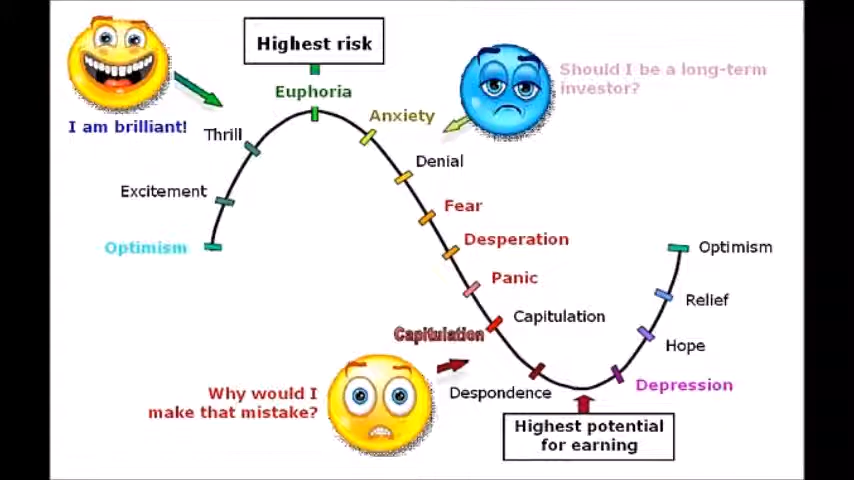 Highest risk
Euphoria
I am brilliant!
Thrill
Excitement
Optimism
Anxiety
Should I be a long-term
investor?
Denial
Fear
Desperation
Panic
Capitulation
Capitulation
Why would I
make that mistake?
Despondence
Highest potential
for earning
Depression
Hope
Relief
Optimism